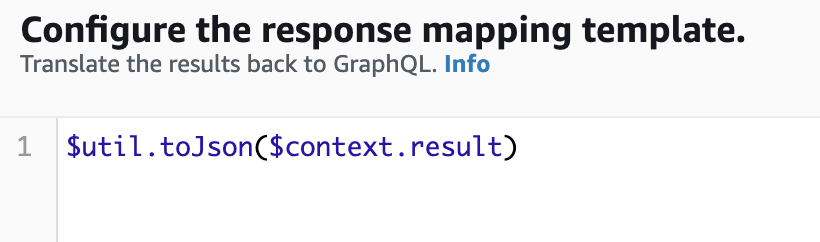 Configure the response mapping template.
Translate the results back to GraphQL. Info
1 $util.toJson($context.result)